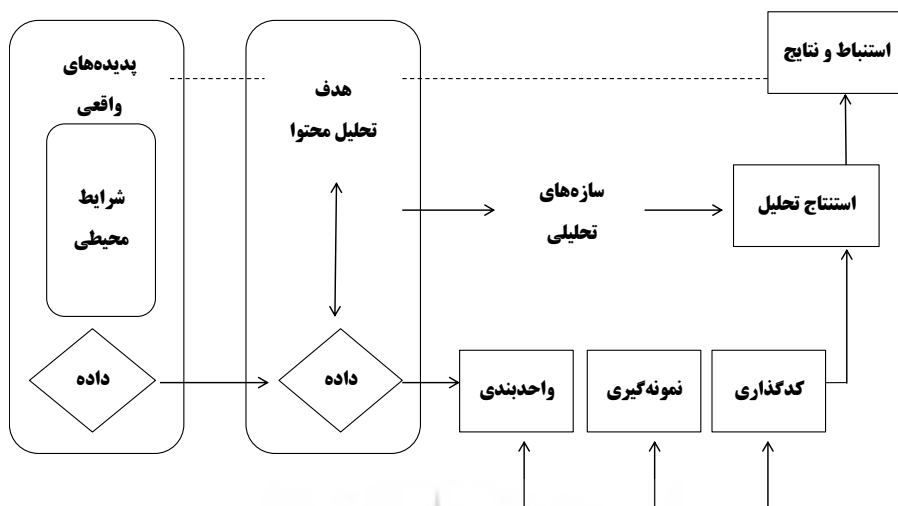 پدیده‌های
واقعی
شرایط
محیطی
داده
هدف
تحلیل محتوا
داده
سازه‌های
تحلیلی
استنباط و نتایج
استنتاج تحلیل
واحدبندی
نمونه‌گیری
کدگذاری